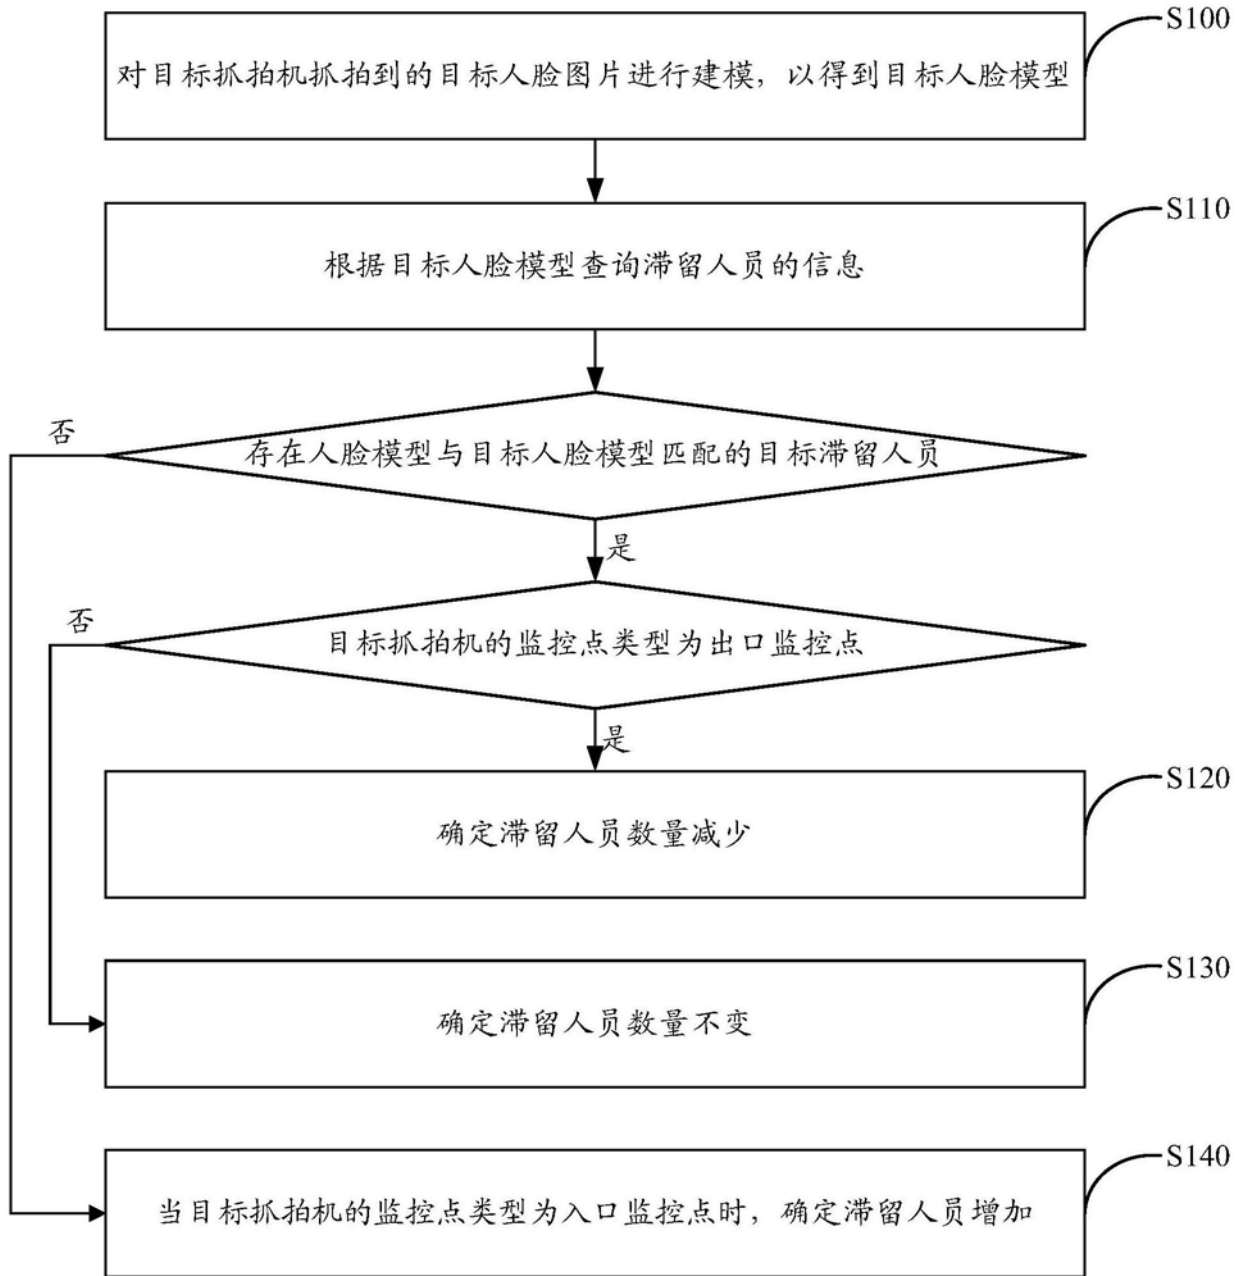 S100
对目标抓拍机抓拍到的目标人脸图片进行建模，以得到目标人脸模型
S110
根据目标人脸模型查询滞留人员的信息
否
存在人脸模型与目标人脸模型匹配的目标滞留人员
是
否
目标抓拍机的监控点类型为出口监控点
是
S120
确定滞留人员数量减少
S130
确定滞留人员数量不变
S140
当目标抓拍机的监控点类型为入口监控点时，确定滞留人员增加